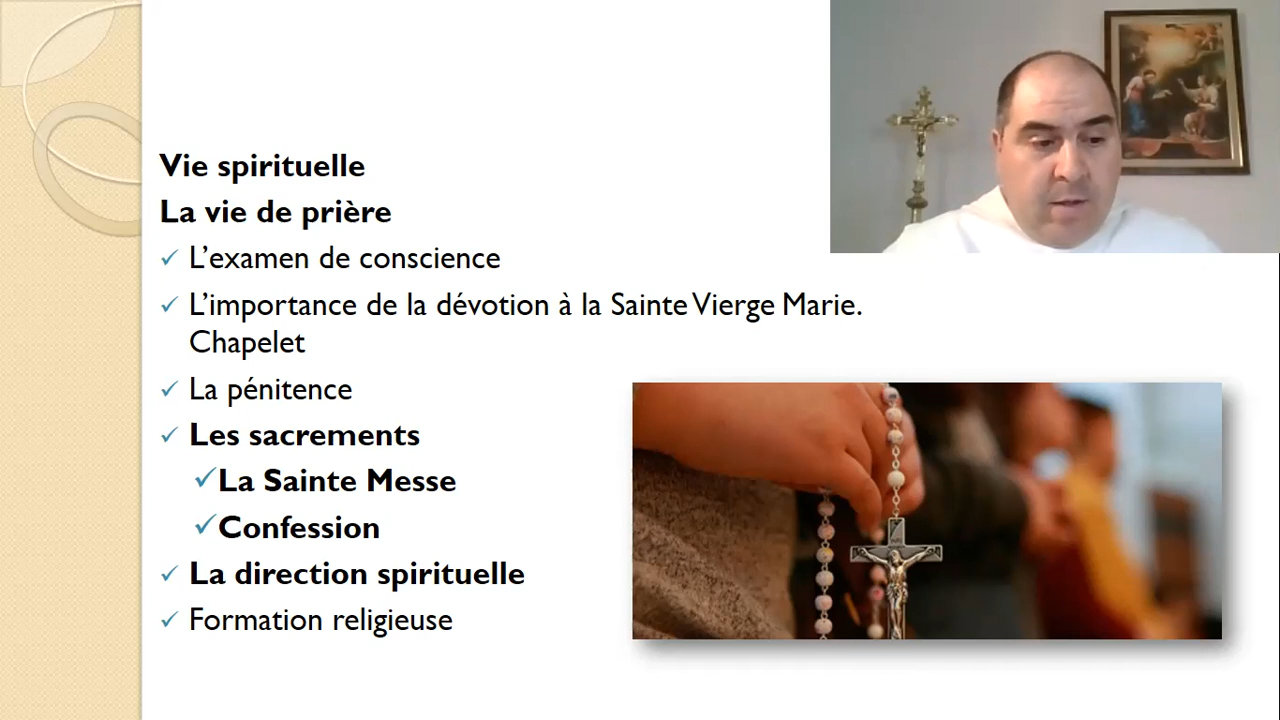 Vie spirituelle
La vie de prière
L’examen de conscience
L’importance de la dévotion à la Sainte Vierge Marie.
Chapelet
La pénitence
Les sacrements
La Sainte Messe
Confession
La direction spirituelle
Formation religieuse